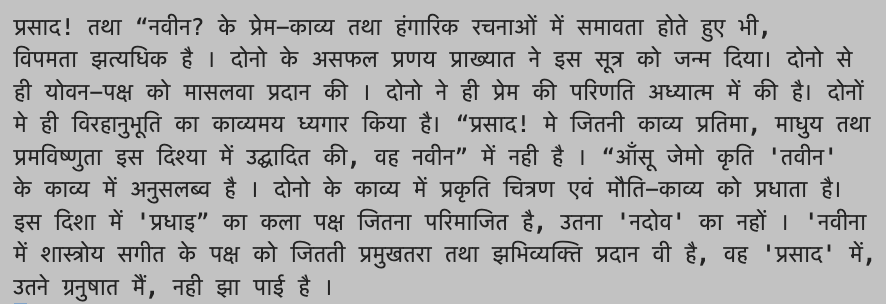 प्रसाद! तथा “नवीन? के प्रेम–काव्य तथा हंगारिक रचनाओं में समावता होते हुए भी,
विपमता झत्यधिक है । दोनो के असफल प्रणय प्राख्यात ने इस सूत्र को जन्म दिया। दोनो से
ही योवन–पक्ष को मासलवा प्रदान की । दोनो ने ही प्रेम की परिणति अध्यात्म में की है। दोनों
मे ही विरहानुभूति का काव्यमय ध्यगार किया है। “प्रसाद! मे जितनी काव्य प्रतिमा, माधुय तथा
प्रमविष्णुता इस दिश्या में उद्घादित की, वह नवीन” में नही है । “आँसू जेमो कृति 'तवीन'
के काव्य में अनुसलब्व है । दोनो के काव्य में प्रकृति चित्रण एवं मौति–काव्य को प्रधाता है।
इस दिशा में 'प्रधाइ” का कला पक्ष जितना परिमाजित है, उतना 'नदोव' का नहों । 'नवीना
में शास्त्रोय सगीत के पक्ष को जितती प्रमुखतरा तथा झभिव्यक्ति प्रदान वी है, वह 'प्रसाद' में,
उतने ग्रनुषात मैं, नही झा पाई है ।